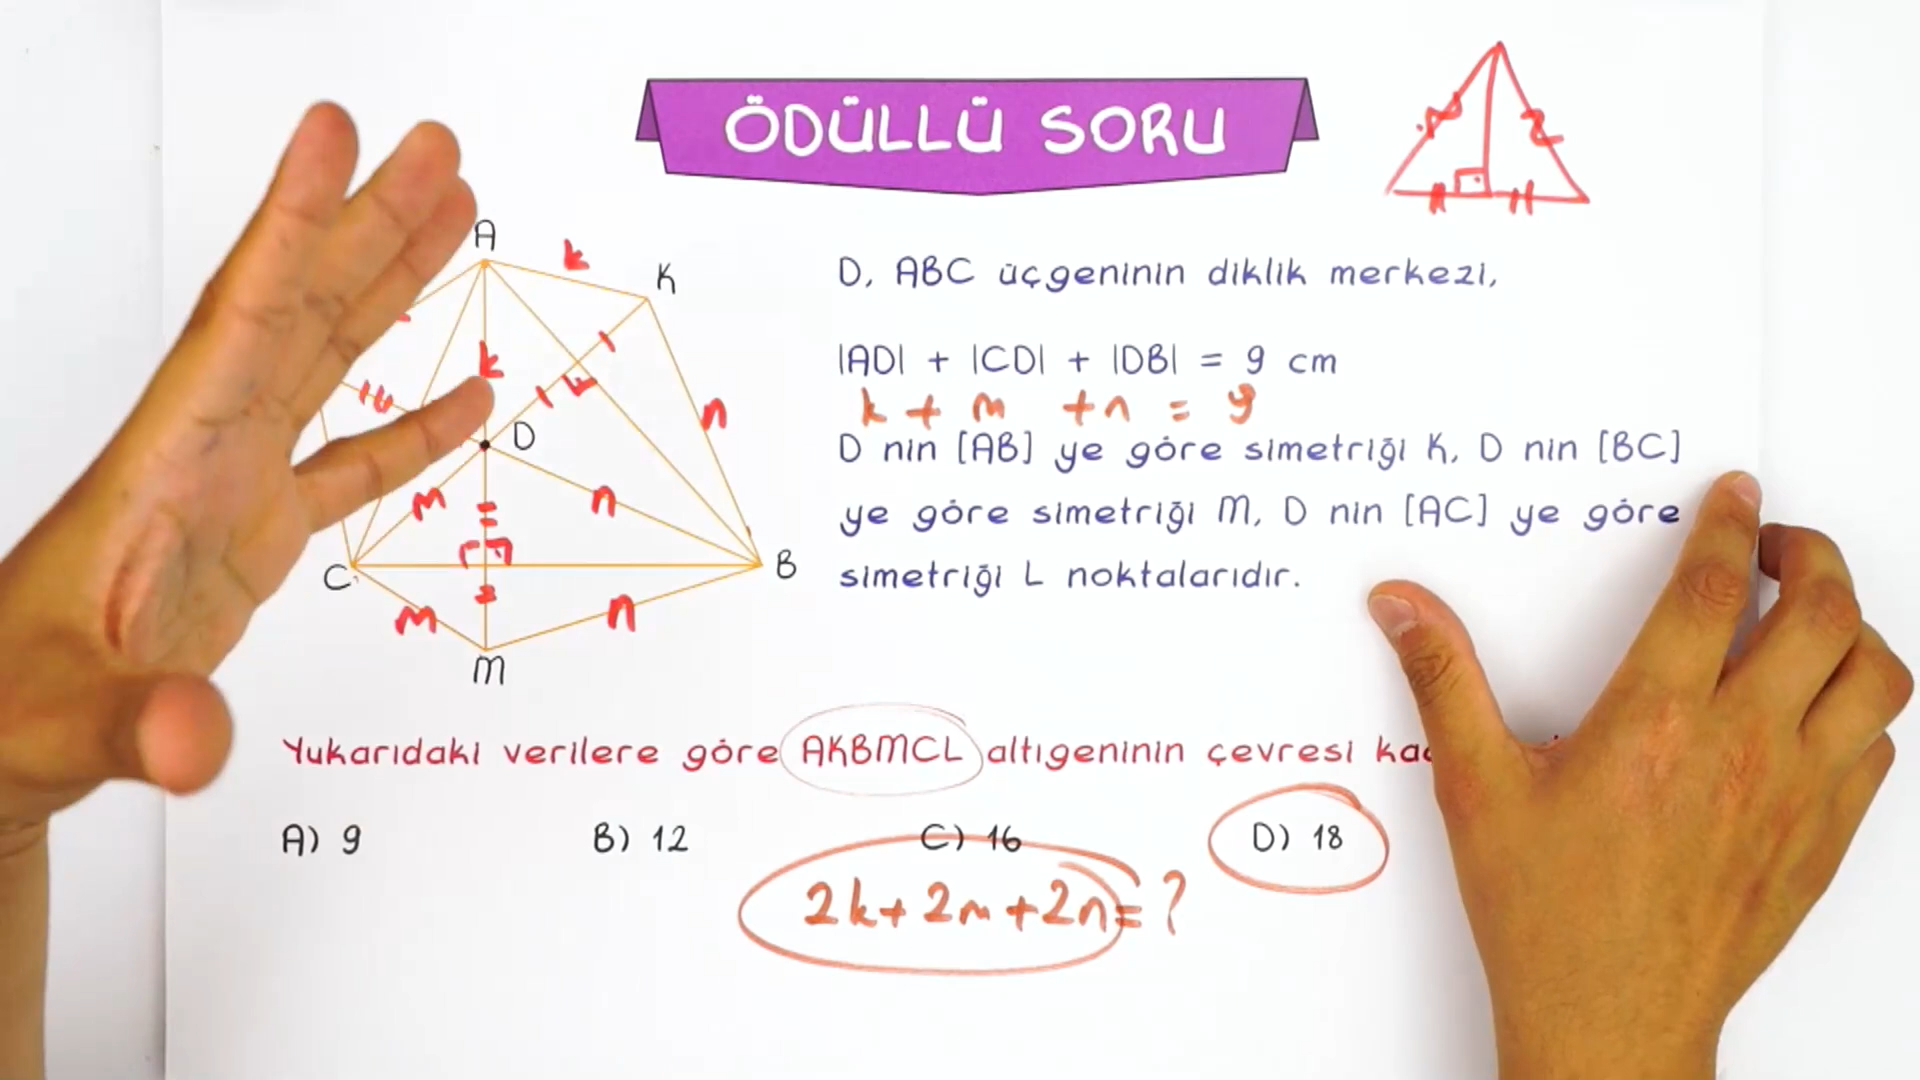 ÖDÜLLÜ SORU
A
k
K
k
D
n
m
n
C
B
m
n
M
D, ABC üçgeninin diklik merkezi,
|AD| + |CD| + |DB| = 9 cm
k + m + n = 9
D nin [AB] ye göre simetriği K, D nin [BC]
ye göre simetriği M, D nin [AC] ye göre
simetriği L noktalarıdır.
Yukarıdaki verilere göre AKBMCL altıgeninin çevresi
A) 9 B) 12 C) 16 D) 18
2k + 2m + 2n = ?